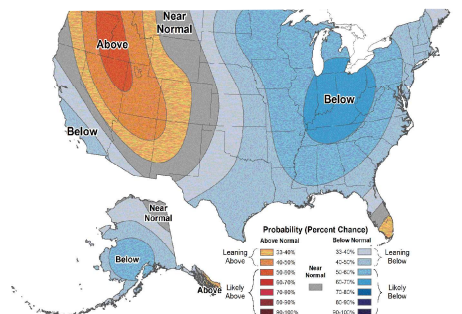 Near
Normal
Above
Below
Below
Near
Normal
Below
Above
Probability (Percent Chance)
Above Normal
Below Normal
Leaning
Above
33-40%
40-50%
50-60%
60-70%
70-80%
80-90%
90-100%
Likely
Above
Near
Normal
33-40%
40-50%
50-60%
60-70%
70-80%
80-90%
90-100%
Leaning
Below
Likely
Below